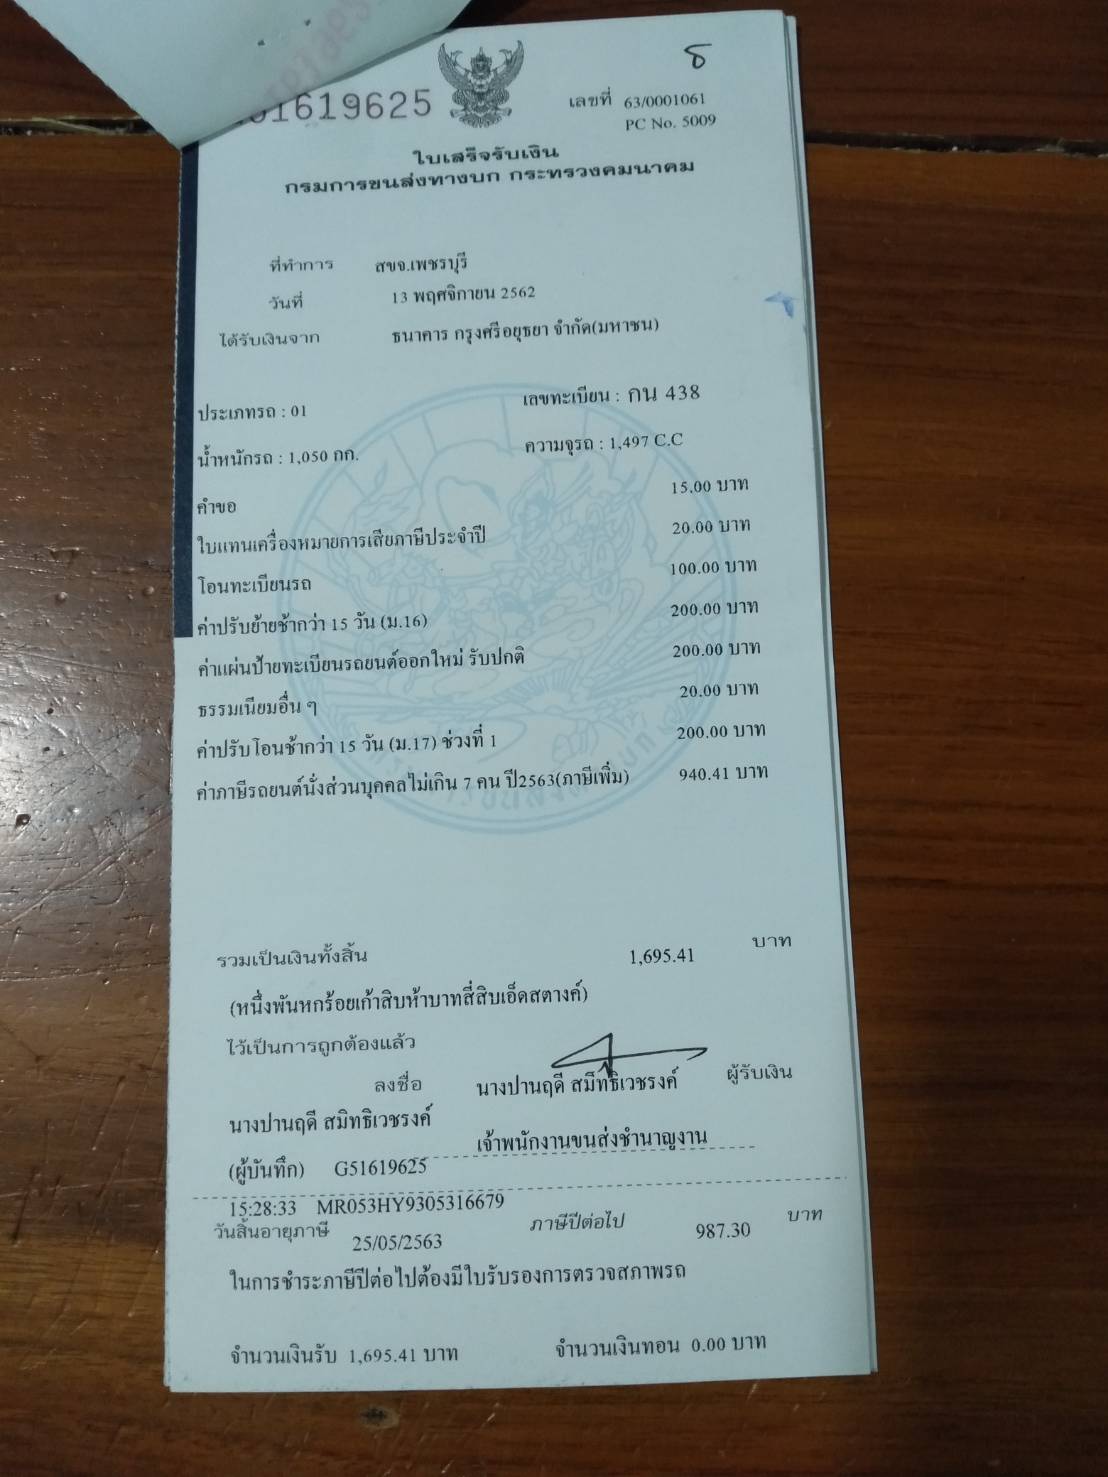 1619625
เลขที่ 63/0001061
PC No. 5009
ใบเสร็จรับเงิน
กรมการขนส่งทางบก กระทรวงคมนาคม
ที่ทำการ สขจ.เพชรบุรี
วันที่ 13 พฤศจิกายน 2562
ได้รับเงินจาก ธนาคาร กรุงศรีอยุธยา จำกัด(มหาชน)
ประเภทรถ : 01 เลขทะเบียน : กน 438
น้ำหนักรถ : 1,050 กก. ความจุรถ : 1,497 C.C
คำขอ 15.00 บาท
ใบแทนเครื่องหมายการเสียภาษีประจำปี 20.00 บาท
โอนทะเบียนรถ 100.00 บาท
ค่าปรับย้ายช้ากว่า 15 วัน (ม.16) 200.00 บาท
ค่าแผ่นป้ายทะเบียนรถยนต์ออกใหม่ รับปกติ 200.00 บาท
ธรรมเนียมอื่น ๆ 20.00 บาท
ค่าปรับโอนช้ากว่า 15 วัน (ม.17) ช่วงที่ 1 200.00 บาท
ค่าภาษีรถยนต์นั่งส่วนบุคคลไม่เกิน 7 คน ปี2563(ภาษีเพิ่ม) 940.41 บาท
รวมเป็นเงินทั้งสิ้น 1,695.41 บาท
(หนึ่งพันหกร้อยเก้าสิบห้าบาทสี่สิบเอ็ดสตางค์)
ไว้เป็นการถูกต้องแล้ว
ลงชื่อ นางปานฤดี สมิทธิเวชรงค์ ผู้รับเงิน
นางปานฤดี สมิทธิเวชรงค์
เจ้าพนักงานขนส่งชำนาญงาน
(ผู้บันทึก) G51619625
15:28:33 MR053HY9305316679
วันสิ้นอายุภาษี 25/05/2563 ภาษีปีต่อไป 987.30 บาท
ในการชำระภาษีปีต่อไปต้องมีใบรับรองการตรวจสภาพรถ
จำนวนเงินรับ 1,695.41 บาท จำนวนเงินทอน 0.00 บาท